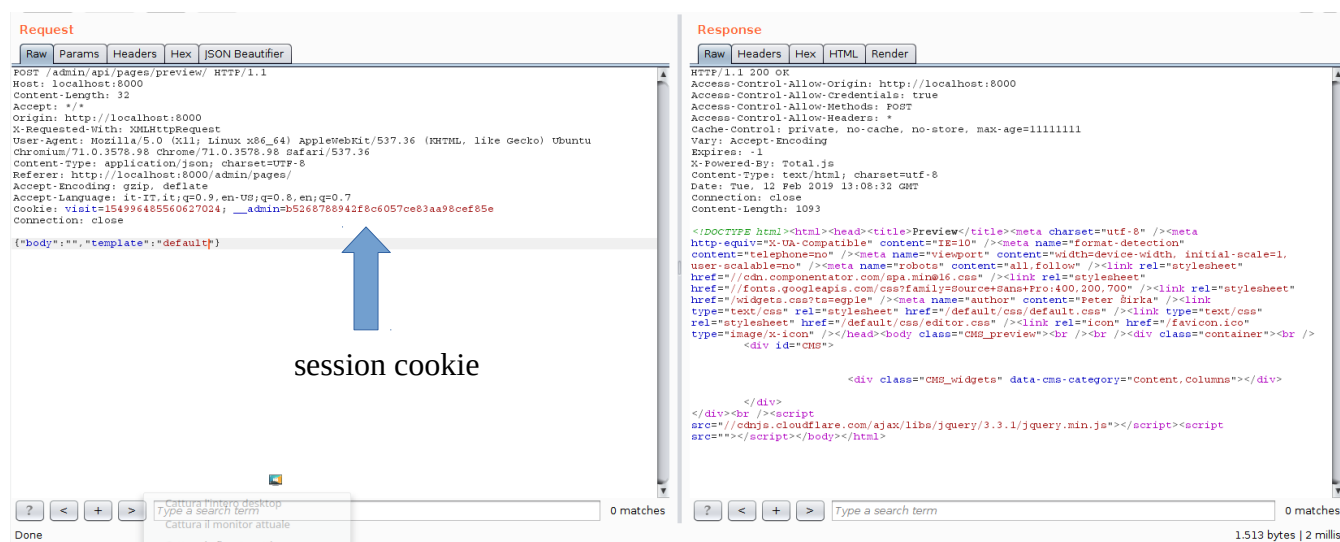 Request
Raw Params Headers Hex JSON Beautifier
POST /admin/api/pages/preview/ HTTP/1.1
Host: localhost:8000
Content-Length: 32
Accept: */*
Origin: http://localhost:8000
X-Requested-With: XMLHttpRequest
User-Agent: Mozilla/5.0 (X11; Linux x86_64) AppleWebKit/537.36 (KHTML, like Gecko) Ubuntu
Chromium/71.0.3578.98 Chrome/71.0.3578.98 Safari/537.36
Content-Type: application/json; charset=UTF-8
Referer: http://localhost:8000/admin/pages/
Accept-Encoding: gzip, deflate
Accept-Language: it-IT,it;q=0.9,en-US;q=0.8,en;q=0.7
Cookie: visit=154996485560627024; __admin=b5268788942f8c6057ce83aa98cef85e
Connection: close
{"body":"","template":"default"}
session cookie
? < + > Type a search term 0 matches
Cattura l'intero desktop
Cattura il monitor attuale
Done
Response
Raw Headers Hex HTML Render
HTTP/1.1 200 OK
Access-Control-Allow-Origin: http://localhost:8000
Access-Control-Allow-Credentials: true
Access-Control-Allow-Methods: POST
Access-Control-Allow-Headers: *
Cache-Control: private, no-cache, no-store, max-age=11111111
Vary: Accept-Encoding
Expires: -1
X-Powered-By: Total.js
Content-Type: text/html; charset=utf-8
Date: Tue, 12 Feb 2019 13:08:32 GMT
Connection: close
Content-Length: 1093
<!DOCTYPE html><html><head><title>Preview</title><meta charset="utf-8" /><meta
http-equiv="X-UA-Compatible" content="IE=10" /><meta name="format-detection"
content="telephone=no" /><meta name="viewport" content="width=device-width, initial-scale=1,
user-scalable=no" /><meta name="robots" content="all,follow" /><link rel="stylesheet"
href="//cdn.componentator.com/spa.min@16.css" /><link rel="stylesheet"
href="//fonts.googleapis.com/css?family=Source+Sans+Pro:400,200,700" /><link rel="stylesheet"
href="/widgets.css?ts=egp1e" /><meta name="author" content="Peter Širka" /><link
type="text/css" rel="stylesheet" href="/default/css/default.css" /><link type="text/css"
rel="stylesheet" href="/default/css/editor.css" /><link rel="icon" href="/favicon.ico"
type="image/x-icon" /></head><body class="CMS_preview"><br /><br /><div class="container"><br />
<div id="CMS">
<div class="CMS_widgets" data-cms-category="Content,Columns"></div>
</div>
</div><br /><script
src="//cdnjs.cloudflare.com/ajax/libs/jquery/3.3.1/jquery.min.js"></script><script
src=""></script></body></html>
? < + > Type a search term 0 matches
1.513 bytes | 2 millis